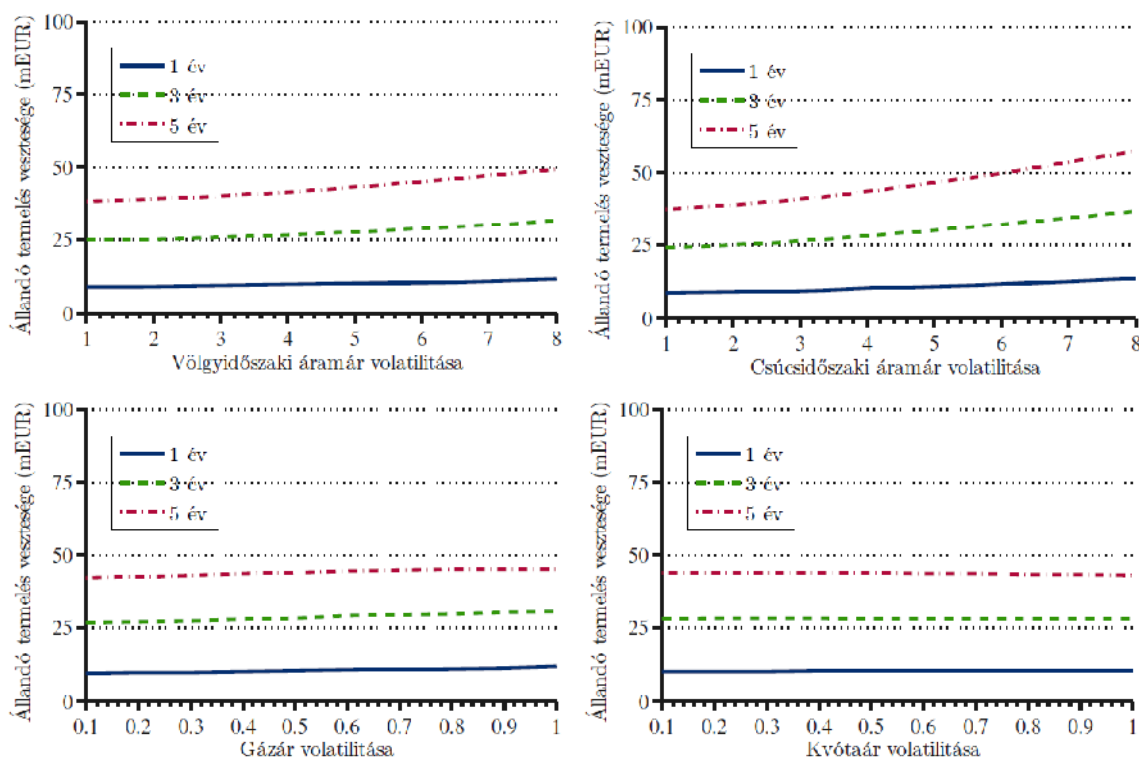 Állandó termelés vesztesége (mEUR)
100
75
50
25
0
1 év
3 év
5 év
1 2 3 4 5 6 7 8
Völgyidőszaki áramár volatilitása
Állandó termelés vesztesége (mEUR)
100
75
50
25
0
1 év
3 év
5 év
1 2 3 4 5 6 7 8
Csúcsidőszaki áramár volatilitása
Állandó termelés vesztesége (mEUR)
100
75
50
25
0
1 év
3 év
5 év
0.1 0.2 0.3 0.4 0.5 0.6 0.7 0.8 0.9 1
Gázár volatilitása
Állandó termelés vesztesége (mEUR)
100
75
50
25
0
1 év
3 év
5 év
0.1 0.2 0.3 0.4 0.5 0.6 0.7 0.8 0.9 1
Kvótaár volatilitása